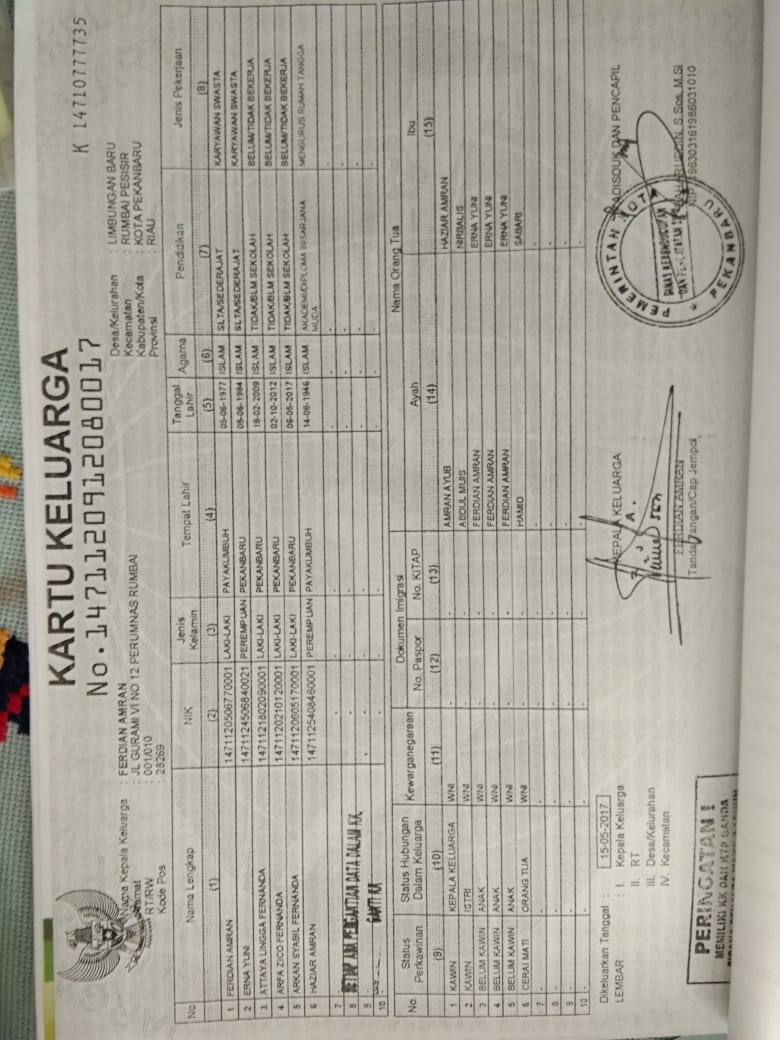 KARTU KELUARGA
No.1471120912080017
K 14710777735
Nama Kepala Keluarga : FERDIAN AMRAN
Alamat : JL GURAMI VI NO 12 PERUMNAS RUMBAI
RT/RW : 001/010
Kode Pos : 28269
Desa/Kelurahan : LIMBUNGAN BARU
Kecamatan : RUMBAI PESISIR
Kabupaten/Kota : KOTA PEKANBARU
Provinsi : RIAU
No Nama Lengkap NIK Jenis Kelamin Tempat Lahir Tanggal Lahir Agama Pendidikan Jenis Pekerjaan
(1) (2) (3) (4) (5) (6) (7) (8)
1 FERDIAN AMRAN 1471120506770001 LAKI-LAKI PAYAKUMBUH 05-06-1977 ISLAM SLTA/SEDERAJAT KARYAWAN SWASTA
2 ERNA YUNI 1471124506840021 PEREMPUAN PEKANBARU 05-06-1984 ISLAM SLTA/SEDERAJAT KARYAWAN SWASTA
3 ATTAYA LINGGA FERNANDA 1471121802090001 LAKI-LAKI PEKANBARU 18-02-2009 ISLAM TIDAK/BLM SEKOLAH BELUM/TIDAK BEKERJA
4 ARFA ZICO FERNANDA 1471120210120001 LAKI-LAKI PEKANBARU 02-10-2012 ISLAM TIDAK/BLM SEKOLAH BELUM/TIDAK BEKERJA
5 ARKAN SYABIL FERNANDA 1471120605170001 LAKI-LAKI PEKANBARU 06-05-2017 ISLAM TIDAK/BLM SEKOLAH BELUM/TIDAK BEKERJA
6 HAZIAR AMRAN 1471125408460001 PEREMPUAN PAYAKUMBUH 14-08-1946 ISLAM AKADEMI/DIPLOMA III/SARJANA MUDA MENGURUS RUMAH TANGGA
7 - - - - - - - -
8 SETIAP ADA PERGANTIAN DATA DALAM KK
9 - - - - - - - -
10 GANTI KK
No. Status Perkawinan Status Hubungan Dalam Keluarga Kewarganegaraan Dokumen Imigrasi Nama Orang Tua
No. Paspor No. KITAP Ayah Ibu
(9) (10) (11) (12) (13) (14) (15)
1 KAWIN KEPALA KELUARGA WNI - - AMRAN AYUB HAZIAR AMRAN
2 KAWIN ISTRI WNI - - ABDUL MUIS NIRBALIS
3 BELUM KAWIN ANAK WNI - - FERDIAN AMRAN ERNA YUNI
4 BELUM KAWIN ANAK WNI - - FERDIAN AMRAN ERNA YUNI
5 BELUM KAWIN ANAK WNI - - FERDIAN AMRAN ERNA YUNI
6 CERAI MATI ORANG TUA WNI - - HAMID SABARI
7 - - - - - - -
8 - - - - - - -
9 - - - - - - -
10 - - - - - - -
Dikeluarkan Tanggal : 15-05-2017
LEMBAR : I. Kepala Keluarga
II. RT
III. Desa/Kelurahan
IV. Kecamatan
KEPALA KELUARGA
FERDIAN AMRAN
Tanda Tangan/Cap Jempol
KADISDUK DAN PENCAPIL
PEMERINTAH KOTA
DINAS KEPENDUDUKAN
PEKANBARU
S.Sos, M.Si
NIP. 196303161986031010
PERINGATAN !
MEMILIKI KK DAN KTP GANDA